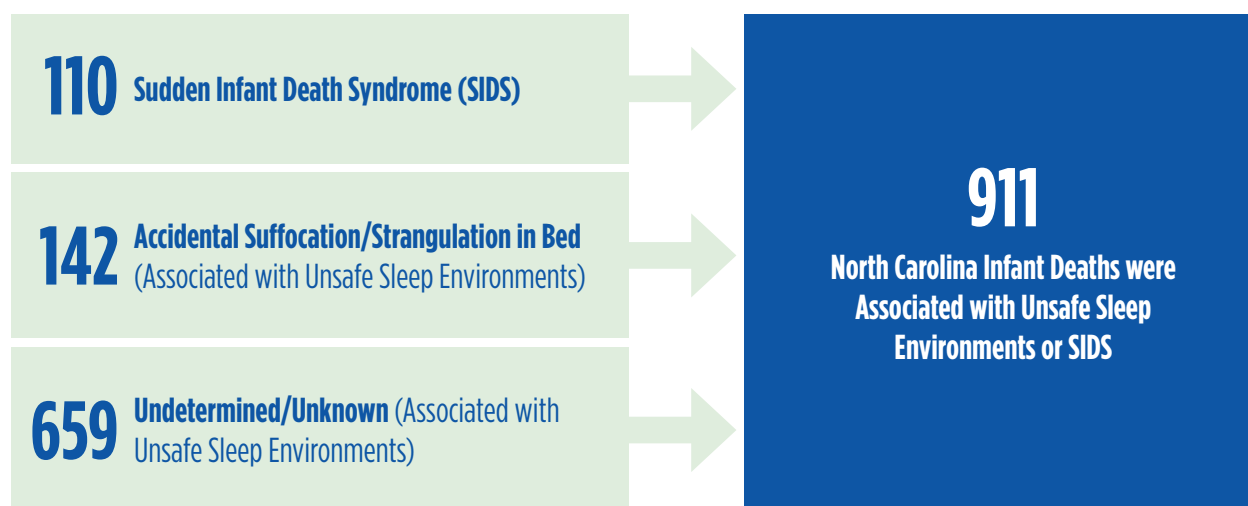 110 Sudden Infant Death Syndrome (SIDS)
142 Accidental Suffocation/Strangulation in Bed
(Associated with Unsafe Sleep Environments)
659 Undetermined/Unknown (Associated with
Unsafe Sleep Environments)
911
North Carolina Infant Deaths were
Associated with Unsafe Sleep
Environments or SIDS